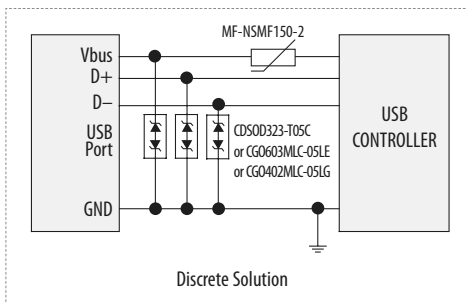 MF-NSMF150-2
Vbus
D+
D–
USB
Port
GND
CDSOD323-T05C
or CG0603MLC-05LE
or CG0402MLC-05LG
USB
CONTROLLER
Discrete Solution